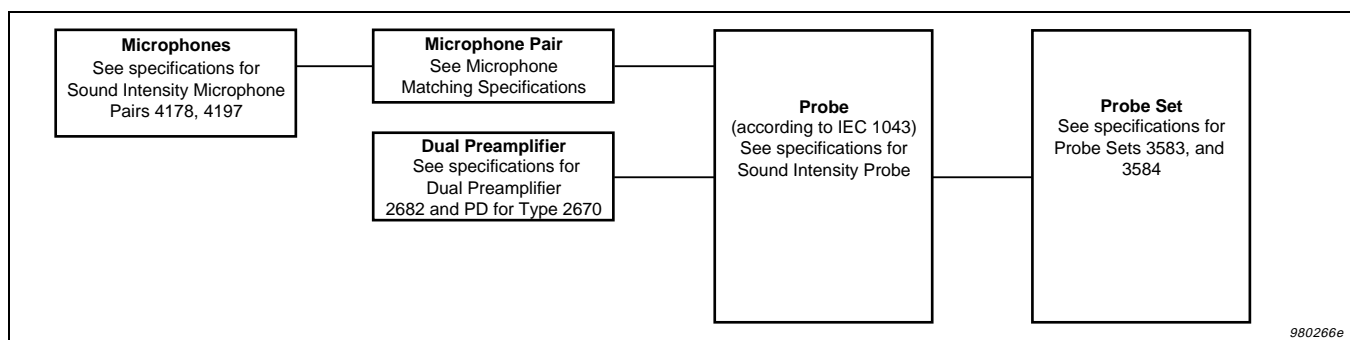 Microphones
See specifications for
Sound Intensity Microphone
Pairs 4178, 4197
Microphone Pair
See Microphone
Matching Specifications
Dual Preamplifier
See specifications for
Dual Preamplifier
2682 and PD for Type 2670
Probe
(according to IEC 1043)
See specifications for
Sound Intensity Probe
Probe Set
See specifications for
Probe Sets 3583, and
3584
980266e